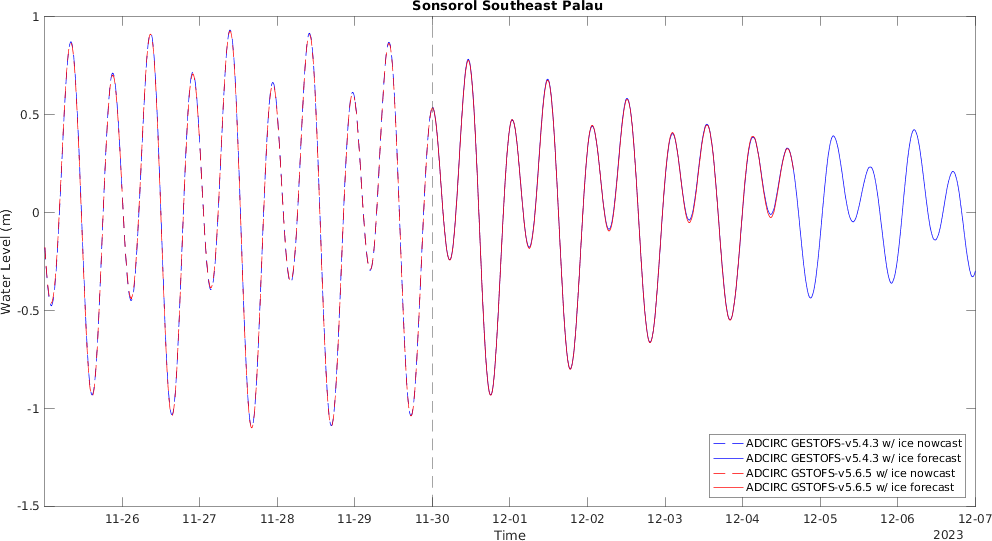 Sonsorol Southeast Palau
1
0.5
0
-0.5
-1
-1.5
Water Level (m)
11-26 11-27 11-28 11-29 11-30 12-01 12-02 12-03 12-04 12-05 12-06 12-07
Time
2023
ADCIRC GESTOFS-v5.4.3 w/ ice nowcast
ADCIRC GESTOFS-v5.4.3 w/ ice forecast
ADCIRC GSTOFS-v5.6.5 w/ ice nowcast
ADCIRC GSTOFS-v5.6.5 w/ ice forecast